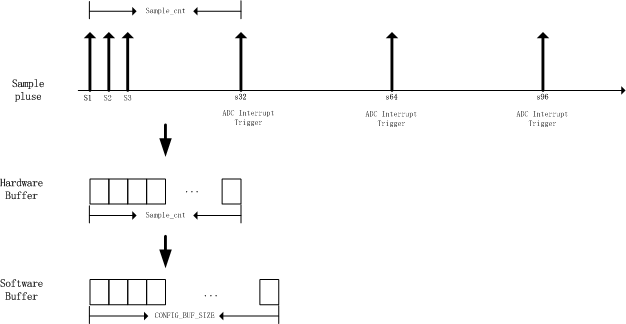 Sample_cnt
Sample
pluse
S1 S2 S3 s32 s64 s96
ADC Interrupt
Trigger
ADC Interrupt
Trigger
ADC Interrupt
Trigger
Hardware
Buffer
...
Sample_cnt
Software
Buffer
...
CONFIG_BUP_SIZE